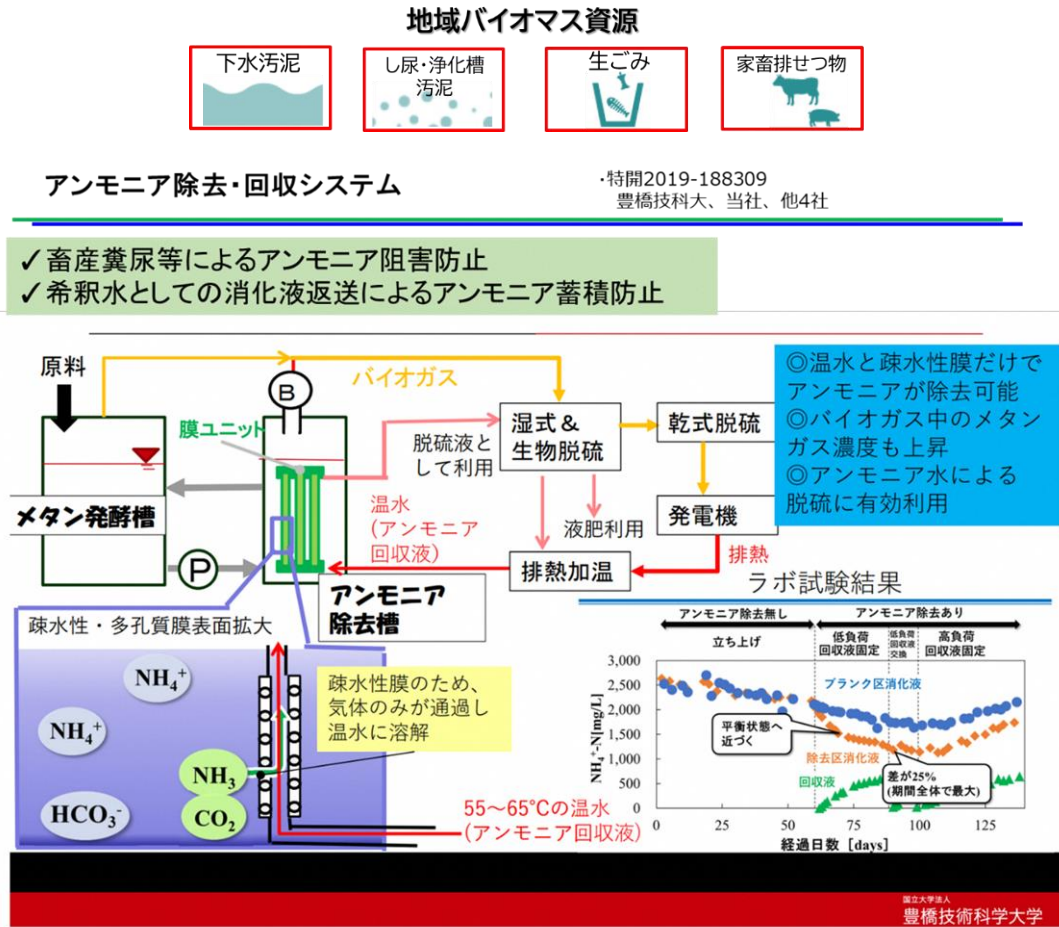 地域バイオマス資源
下水汚泥
し尿・浄化槽
汚泥
生ごみ
家畜排せつ物
アンモニア除去・回収システム
・特開2019-188309
豊橋技科大、当社、他4社
✓畜産糞尿等によるアンモニア阻害防止
✓希釈水としての消化液返送によるアンモニア蓄積防止
原料
B
バイオガス
膜ユニット
メタン発酵槽
P
脱硫液と
して利用
湿式&
生物脱硫
乾式脱硫
発電機
液肥利用
温水
(アンモニア
回収液)
排熱加温
排熱
アンモニア
除去槽
◎温水と疎水性膜だけで
アンモニアが除去可能
◎バイオガス中のメタン
ガス濃度も上昇
◎アンモニア水による
脱硫に有効利用
疎水性・多孔質膜表面拡大
NH₄⁺
NH₄⁺
HCO₃⁻
NH₃
CO₂
疎水性膜のため、
気体のみが通過し
温水に溶解
55～65℃の温水
(アンモニア回収液)
ラボ試験結果
アンモニア除去無し
アンモニア除去あり
立ち上げ
低負荷
回収液固定
低負荷
回収液
交換
高負荷
回収液固定
NH₄⁺-N[mg/L]
3,000
2,500
2,000
1,500
1,000
500
0
ブランク区消化液
平衡状態へ
近づく
除去区消化液
回収液
差が25%
(期間全体で最大)
0
25
50
75
100
125
経過日数 [days]
国立大学法人
豊橋技術科学大学